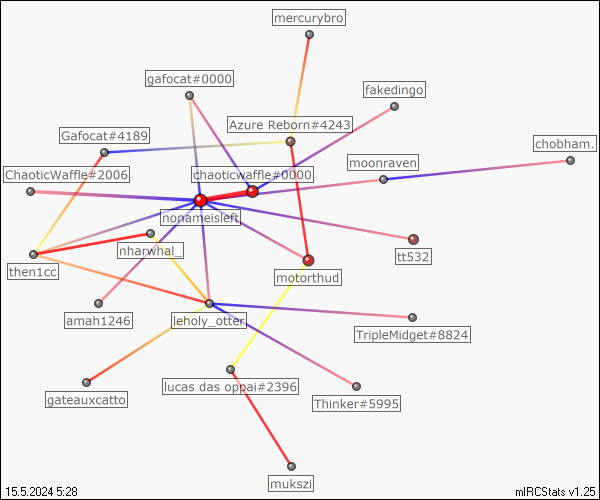 mercurybro
gafocat#0000
fakedingo
Azure Reborn#4243
Gafocat#4189
chobham.
moonraven
ChaoticWaffle#2006
chaoticwaffle#0000
nonameisleft
nharwhal_
tt532
then1cc
motorthud
amah1246
leholy_otter
TripleMidget#8824
lucas das oppai#2396
gateauxcatto
Thinker#5995
mukszi
15.5.2024 5:28
mIRCStats v1.25